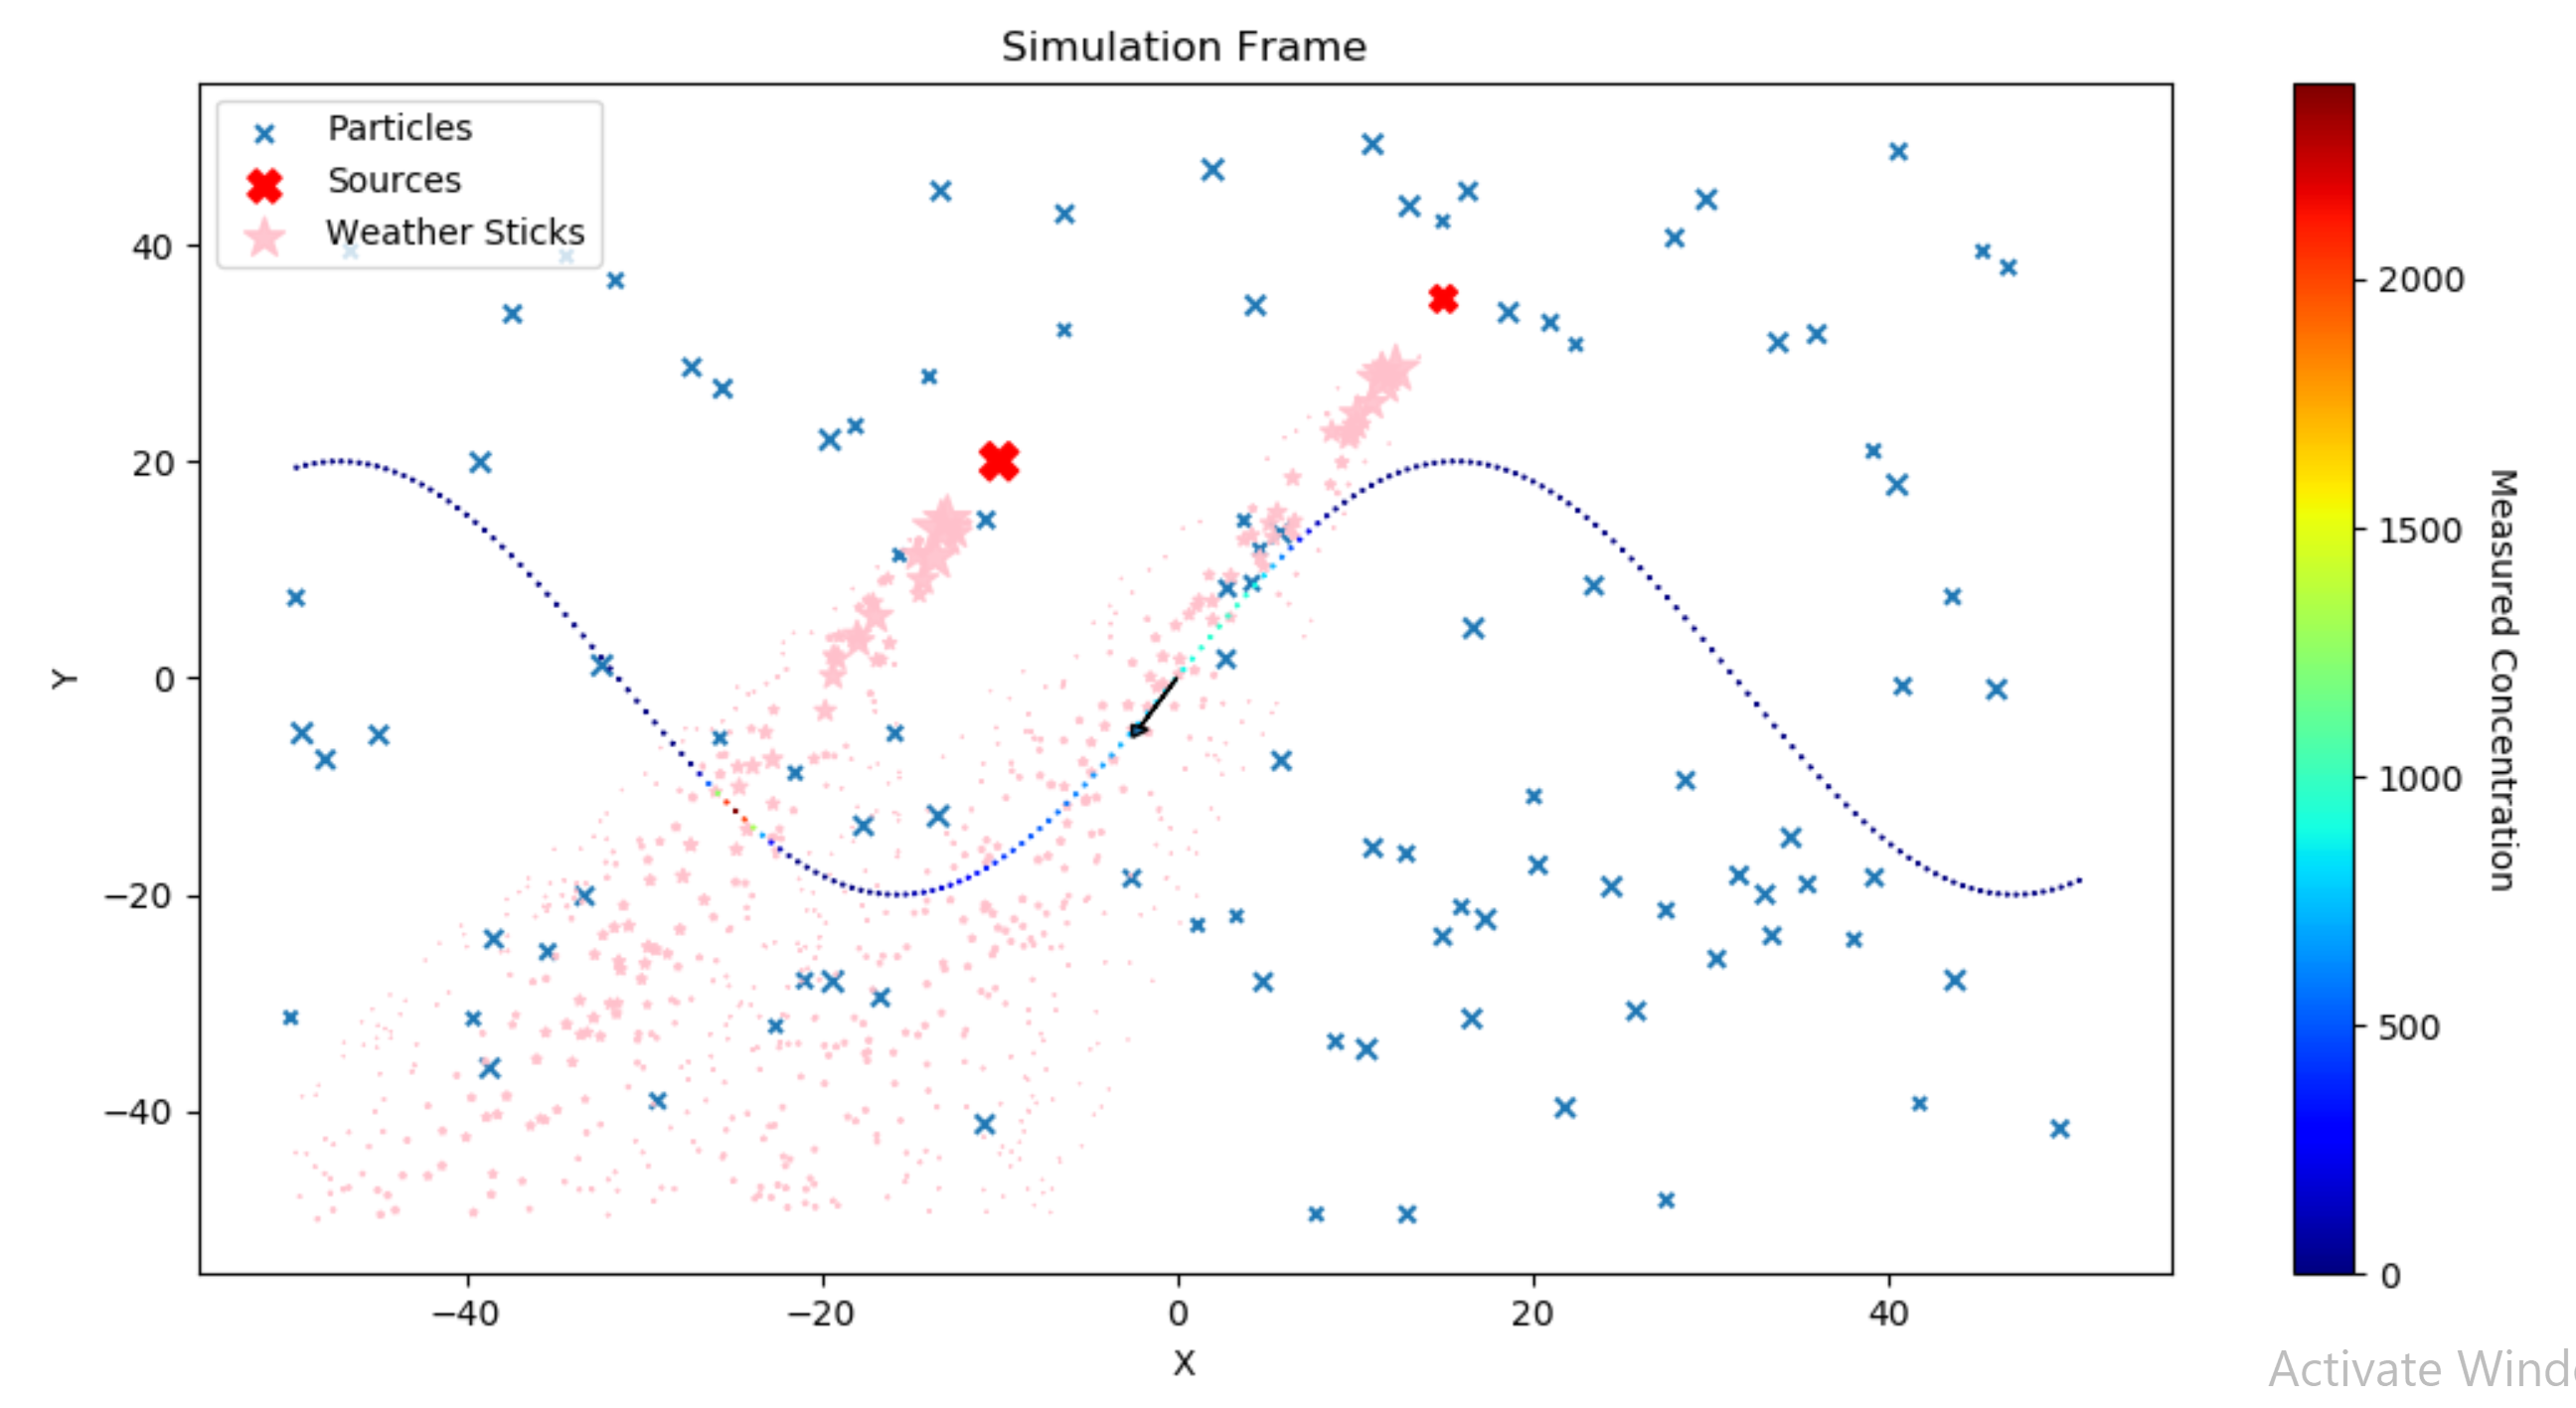 Simulation Frame
Particles
Sources
Weather Sticks
40
20
0
−20
−40
Y
−40
−20
0
20
40
X
2000
1500
1000
500
0
Measured Concentration
Activate